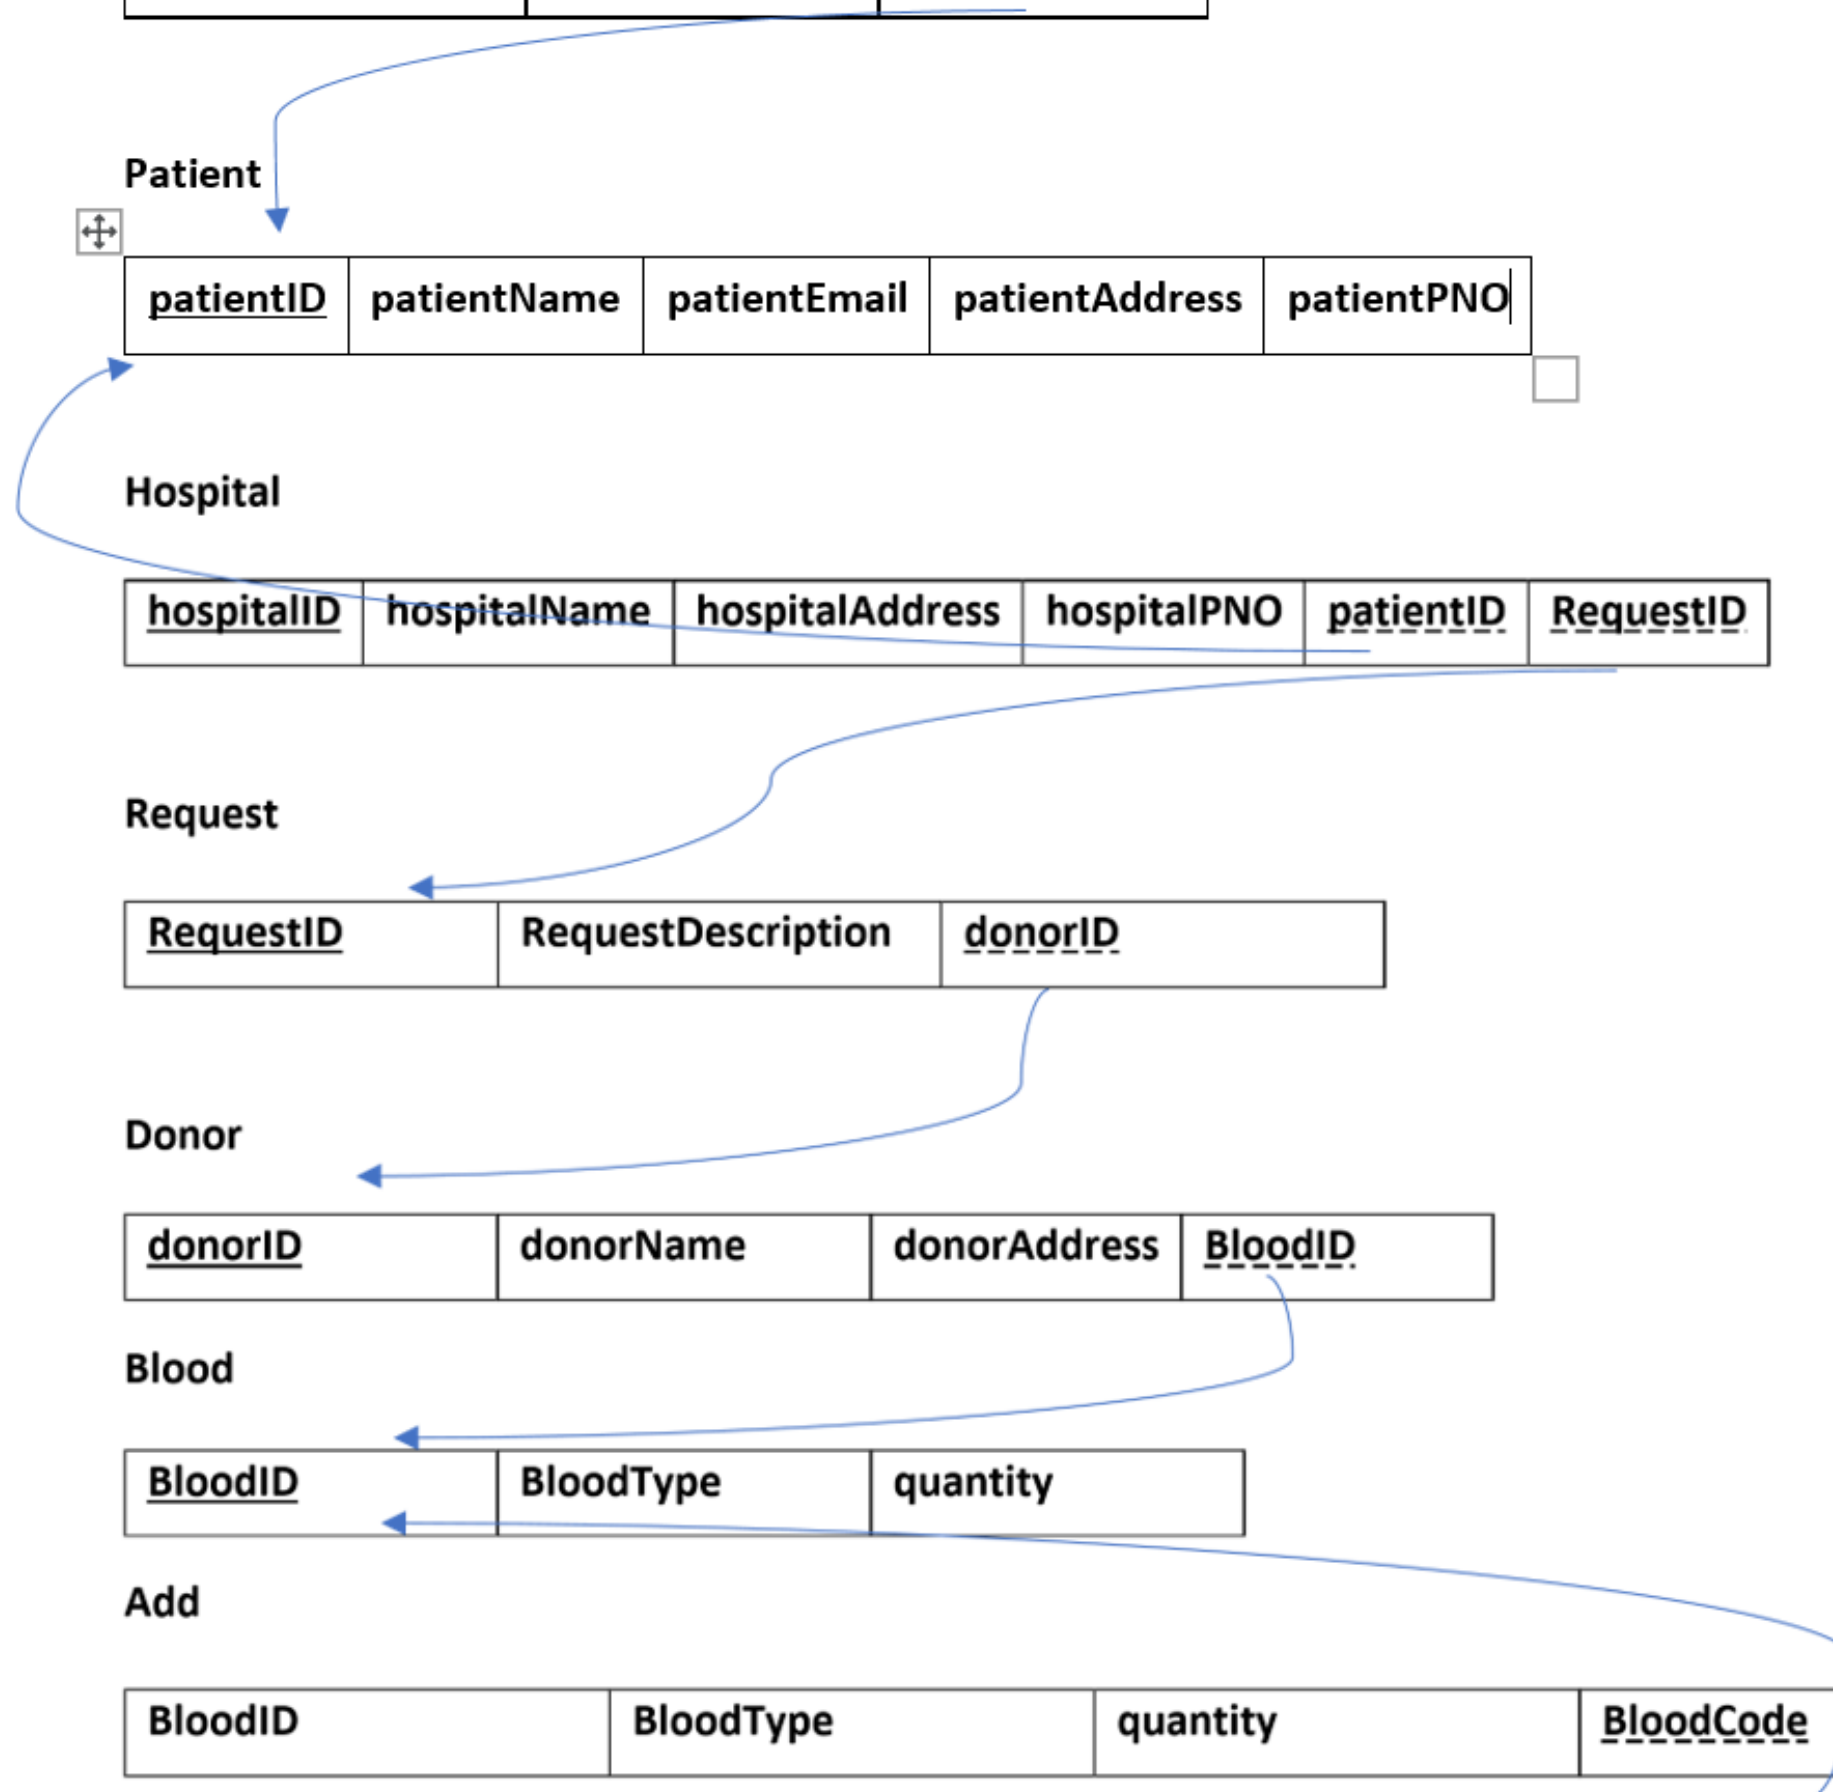 Patient
patientID patientName patientEmail patientAddress patientPNO
Hospital
hospitalID hospitalName hospitalAddress hospitalPNO patientID RequestID
Request
RequestID RequestDescription donorID
Donor
donorID donorName donorAddress BloodID
Blood
BloodID BloodType quantity
Add
BloodID BloodType quantity BloodCode